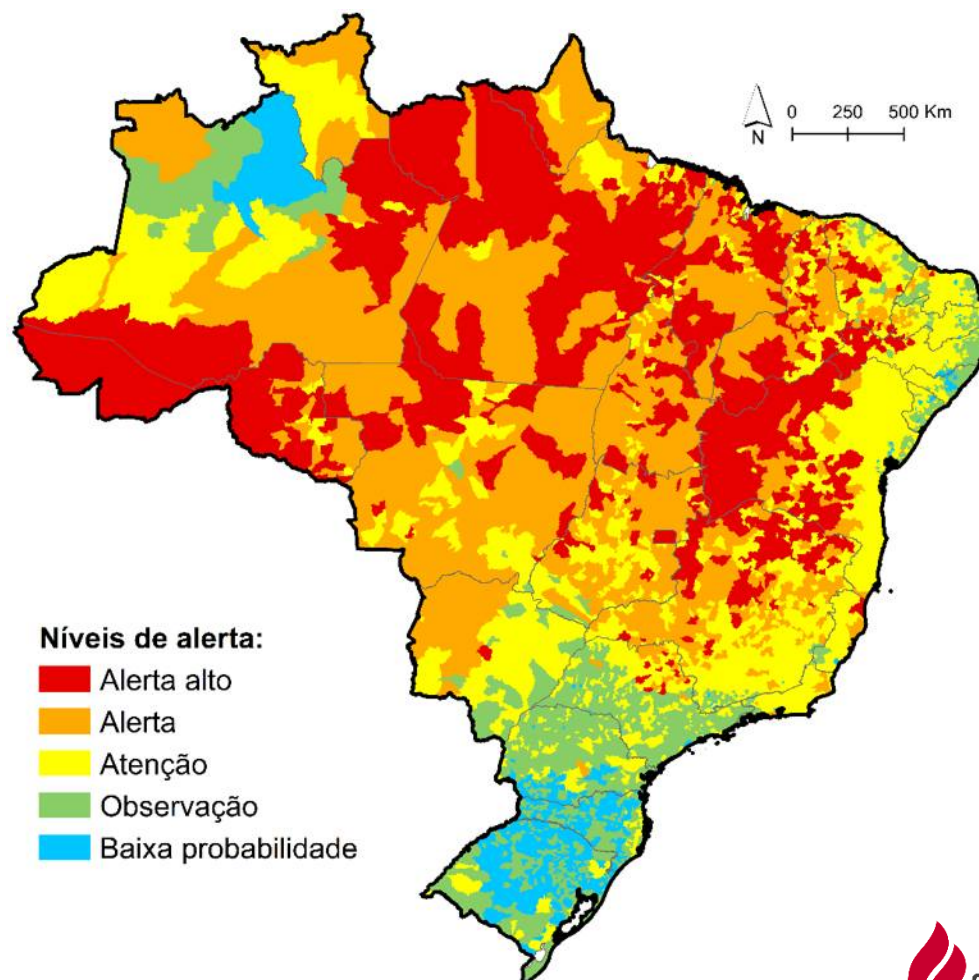 0 250 500 Km
N
Níveis de alerta:
Alerta alto
Alerta
Atenção
Observação
Baixa probabilidade